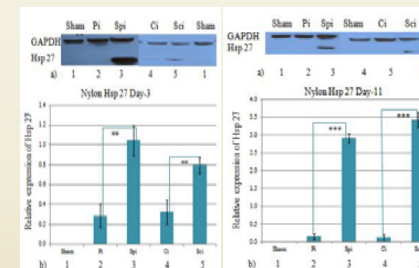 Sham Pi Spi Ci Sci Sham
GAPDH
Hsp 27
a) 1 2 3 4 5 1
Nylon Hsp 27 Day-3
Relative expression of Hsp 27
1.4
1.2
1.0
0.8
0.6
0.4
0.2
0.0
**
**
Sham Pi Spi Ci Sci
b) 1 2 3 4 5
Sham Pi Spi Sham Ci Sci
GAPDH
Hsp 27
a) 1 2 3 4 5
Nylon Hsp 27 Day-11
Relative expression of Hsp 27
4.0
3.5
3.0
2.5
2.0
1.5
1.0
0.5
0.0
***
***
Sham Pi Spi Ci Sci
b) 1 2 3 4